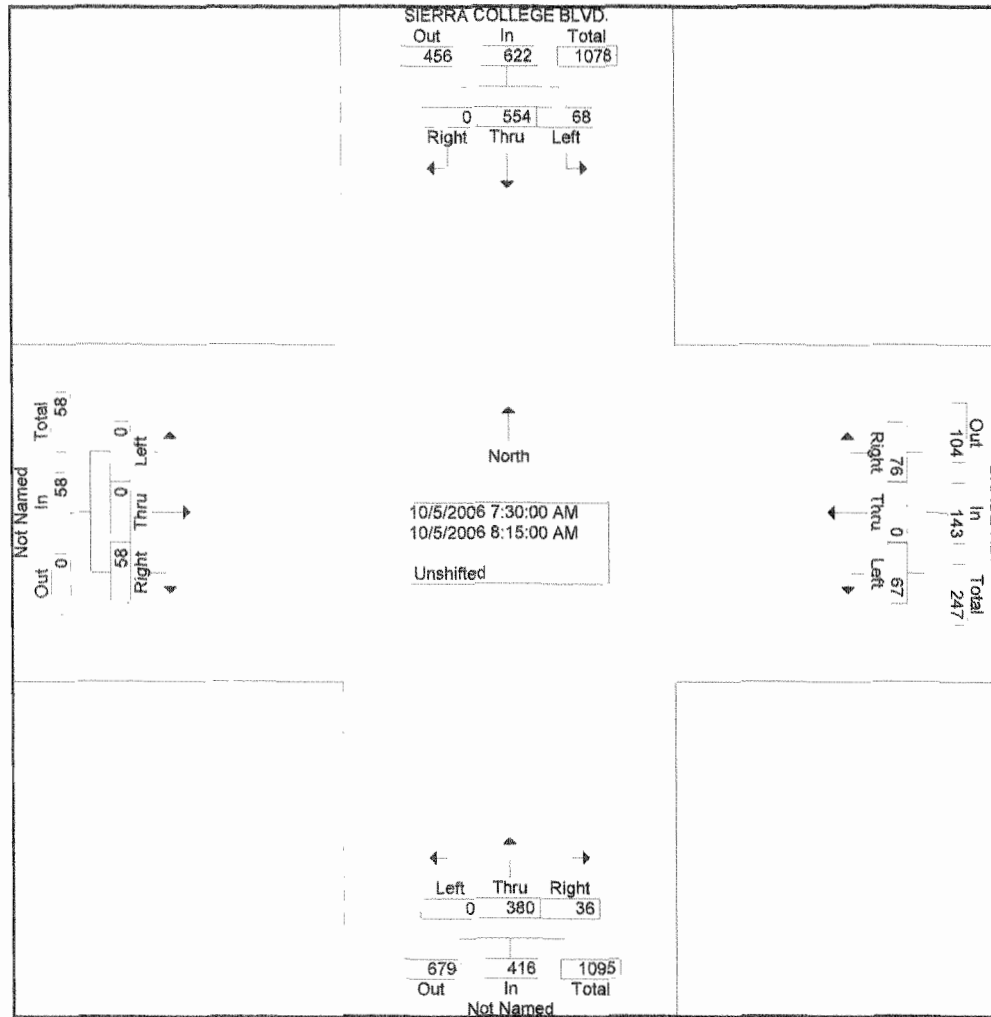 SIERRA COLLEGE BLVD.
Out In Total
456 622 1078
0 554 68
Right Thru Left
Not Named
Out In Total
0 58 58
Right Thru Left
58 0 0
North
10/5/2006 7:30:00 AM
10/5/2006 8:15:00 AM
Unshifted
Out In Total
104 143 247
Right Thru Left
76 0 67
Left Thru Right
0 380 36
679 416 1095
Out In Total
Not Named